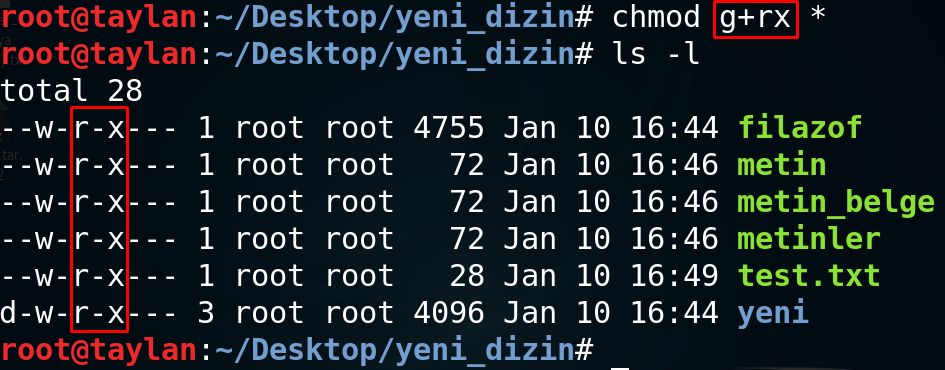 root@taylan:~/Desktop/yeni_dizin# chmod g+rx *
root@taylan:~/Desktop/yeni_dizin# ls -l
total 28
--w-r-x--- 1 root root 4755 Jan 10 16:44 filazof
--w-r-x--- 1 root root   72 Jan 10 16:46 metin
--w-r-x--- 1 root root   72 Jan 10 16:46 metin_belge
--w-r-x--- 1 root root   72 Jan 10 16:46 metinler
--w-r-x--- 1 root root   28 Jan 10 16:49 test.txt
d-w-r-x--- 3 root root 4096 Jan 10 16:44 yeni
root@taylan:~/Desktop/yeni_dizin#